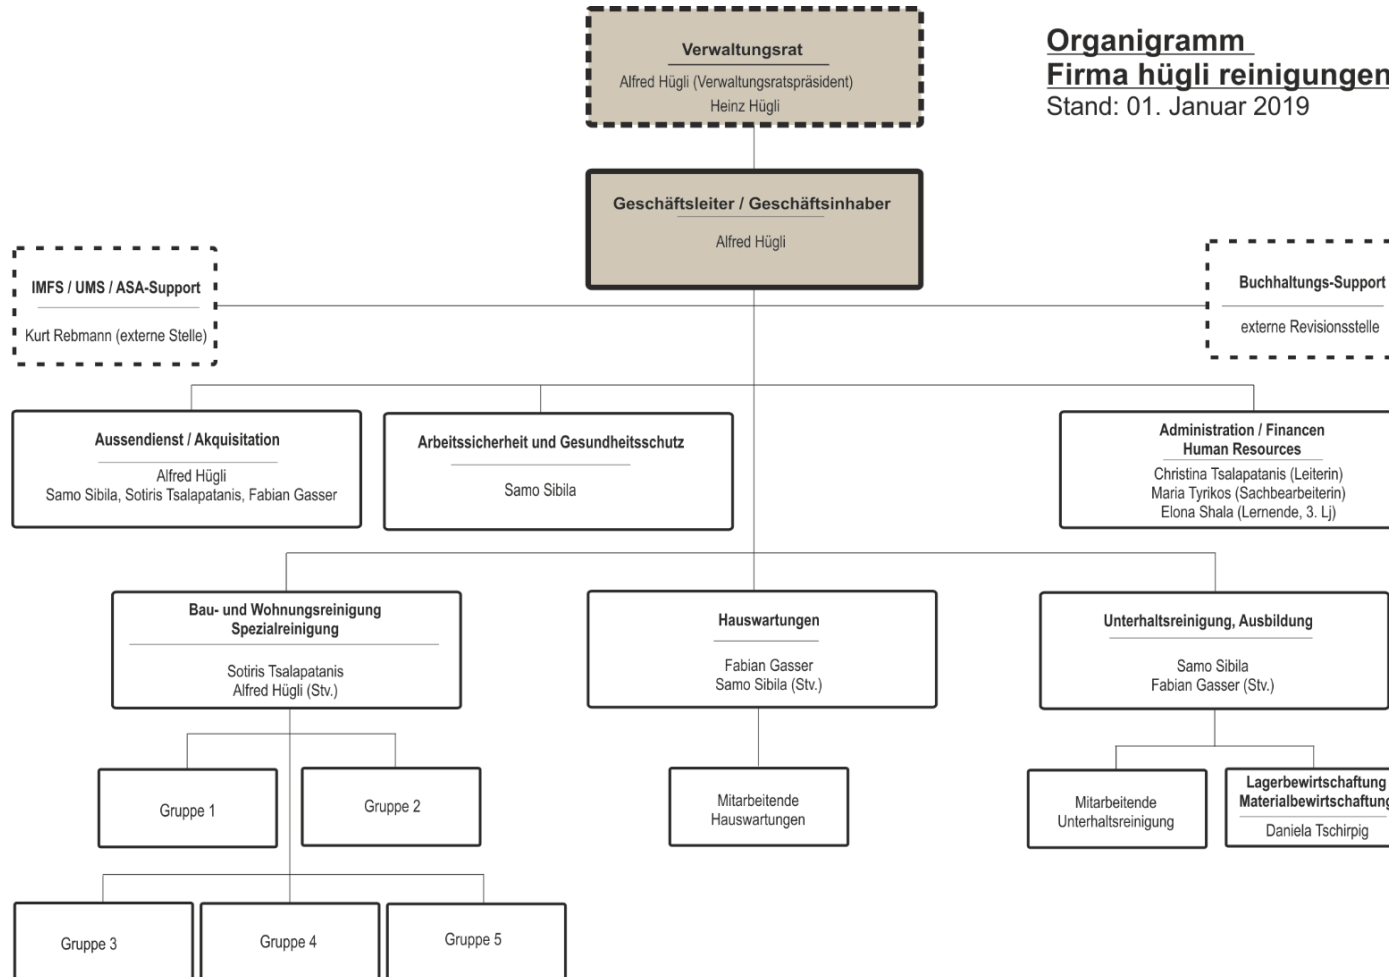 Organigramm
Firma hügli reinigungen
Stand: 01. Januar 2019
Verwaltungsrat
Alfred Hügli (Verwaltungsratspräsident)
Heinz Hügli
Geschäftsleiter / Geschäftsinhaber
Alfred Hügli
IMFS / UMS / ASA-Support
Kurt Rebmann (externe Stelle)
Buchhaltungs-Support
externe Revisionsstelle
Aussendienst / Akquisitation
Alfred Hügli
Samo Sibila, Sotiris Tsalapatanis, Fabian Gasser
Arbeitssicherheit und Gesundheitsschutz
Samo Sibila
Administration / Financen
Human Resources
Christina Tsalapatanis (Leiterin)
Maria Tyrikos (Sachbearbeiterin)
Elona Shala (Lernende, 3. Lj)
Bau- und Wohnungsreinigung
Spezialreinigung
Sotiris Tsalapatanis
Alfred Hügli (Stv.)
Hauswartungen
Fabian Gasser
Samo Sibila (Stv.)
Unterhaltsreinigung, Ausbildung
Samo Sibila
Fabian Gasser (Stv.)
Gruppe 1
Gruppe 2
Mitarbeitende
Hauswartungen
Mitarbeitende
Unterhaltsreinigung
Lagerbewirtschaftung
Materialbewirtschaftung
Daniela Tschirpig
Gruppe 3
Gruppe 4
Gruppe 5